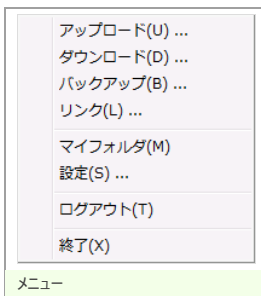 アップロード(U) ...
ダウンロード(D) ...
バックアップ(B) ...
リンク(L) ...
マイフォルダ(M)
設定(S) ...
ログアウト(T)
終了(X)
メニュー